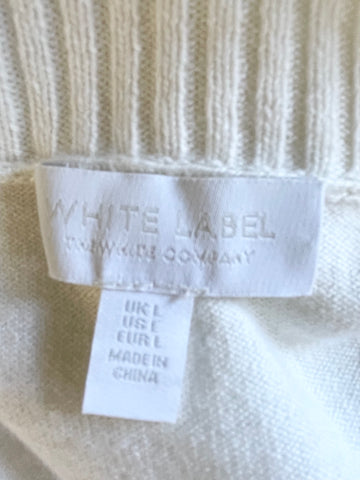 WHITE LABEL
THE WHITE COMPANY
UK L
US L
EUR L
MADE IN
CHINA